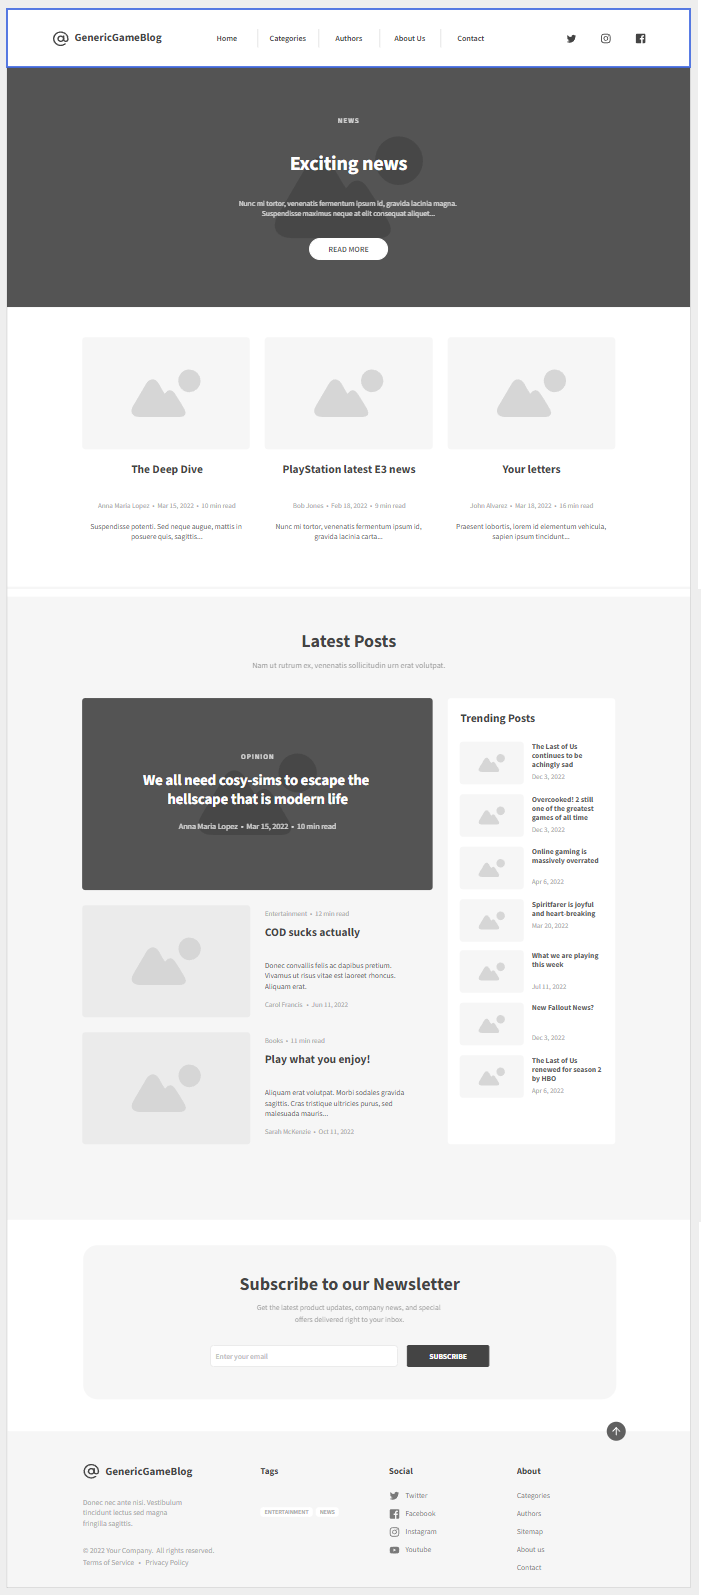 GenericGameBlog
Home
Categories
Authors
About Us
Contact
NEWS
Exciting news
Nunc mi tortor, venenatis fermentum ipsum id, gravida lacinia magna.
Suspendisse maximus neque at elit consequat aliquet...
READ MORE
The Deep Dive
Anna Maria Lopez • Mar 15, 2022 • 10 min read
Suspendisse potenti. Sed neque augue, mattis in
posuere quis, sagittis...
PlayStation latest E3 news
Bob Jones • Feb 18, 2022 • 9 min read
Nunc mi tortor, venenatis fermentum ipsum id,
gravida lacinia carta...
Your letters
John Alvarez • Mar 18, 2022 • 16 min read
Praesent lobortis, lorem id elementum vehicula,
sapien ipsum tincidunt...
Latest Posts
Nam ut rutrum ex, venenatis sollicitudin urn erat volutpat.
OPINION
We all need cosy-sims to escape the
hellscape that is modern life
Anna Maria Lopez • Mar 15, 2022 • 10 min read
Entertainment • 12 min read
COD sucks actually
Donec convallis felis ac dapibus pretium.
Vivamus ut risus vitae est laoreet rhoncus.
Aliquam erat.
Carol Francis • Jun 11, 2022
Books • 11 min read
Play what you enjoy!
Aliquam erat volutpat. Morbi sodales gravida
sagittis. Cras tristique ultricies purus, sed
malesuada mauris...
Sarah McKenzie • Oct 11, 2022
Trending Posts
The Last of Us
continues to be
achingly sad
Dec 3, 2022
Overcooked! 2 still
one of the greatest
games of all time
Dec 3, 2022
Online gaming is
massively overrated
Apr 6, 2022
Spiritfarer is joyful
and heart-breaking
Mar 20, 2022
What we are playing
this week
Jul 11, 2022
New Fallout News?
Dec 3, 2022
The Last of Us
renewed for season 2
by HBO
Apr 6, 2022
Subscribe to our Newsletter
Get the latest product updates, company news, and special
offers delivered right to your inbox.
Enter your email
SUBSCRIBE
GenericGameBlog
Donec nec ante nisi. Vestibulum
tincidunt lectus sed magna
fringilla sagittis.
© 2022 Your Company. All rights reserved.
Terms of Service • Privacy Policy
Tags
ENTERTAINMENT
NEWS
Social
Twitter
Facebook
Instagram
Youtube
About
Categories
Authors
Sitemap
About us
Contact